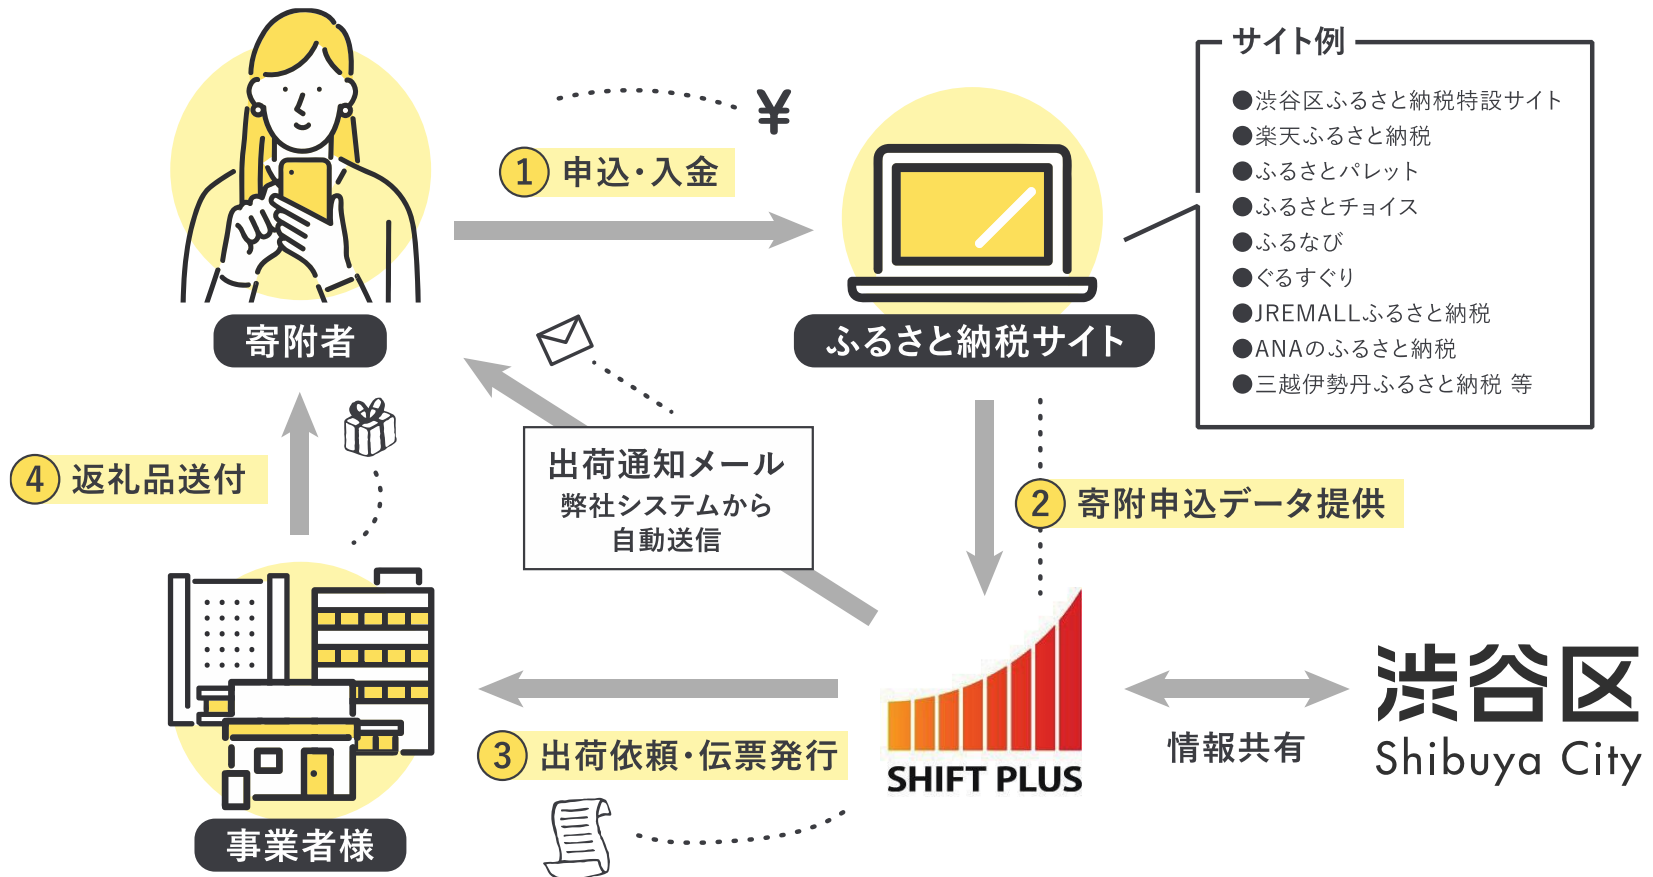 サイト例
●渋谷区ふるさと納税特設サイト
●楽天ふるさと納税
●ふるさとパレット
●ふるさとチョイス
●ふるなび
●ぐるすぐり
●JREMALLふるさと納税
●ANAのふるさと納税
●三越伊勢丹ふるさと納税 等
¥
1 申込・入金
寄附者
ふるさと納税サイト
出荷通知メール
弊社システムから
自動送信
4 返礼品送付
2 寄附申込データ提供
3 出荷依頼・伝票発行
SHIFT PLUS
情報共有
渋谷区
Shibuya City
事業者様